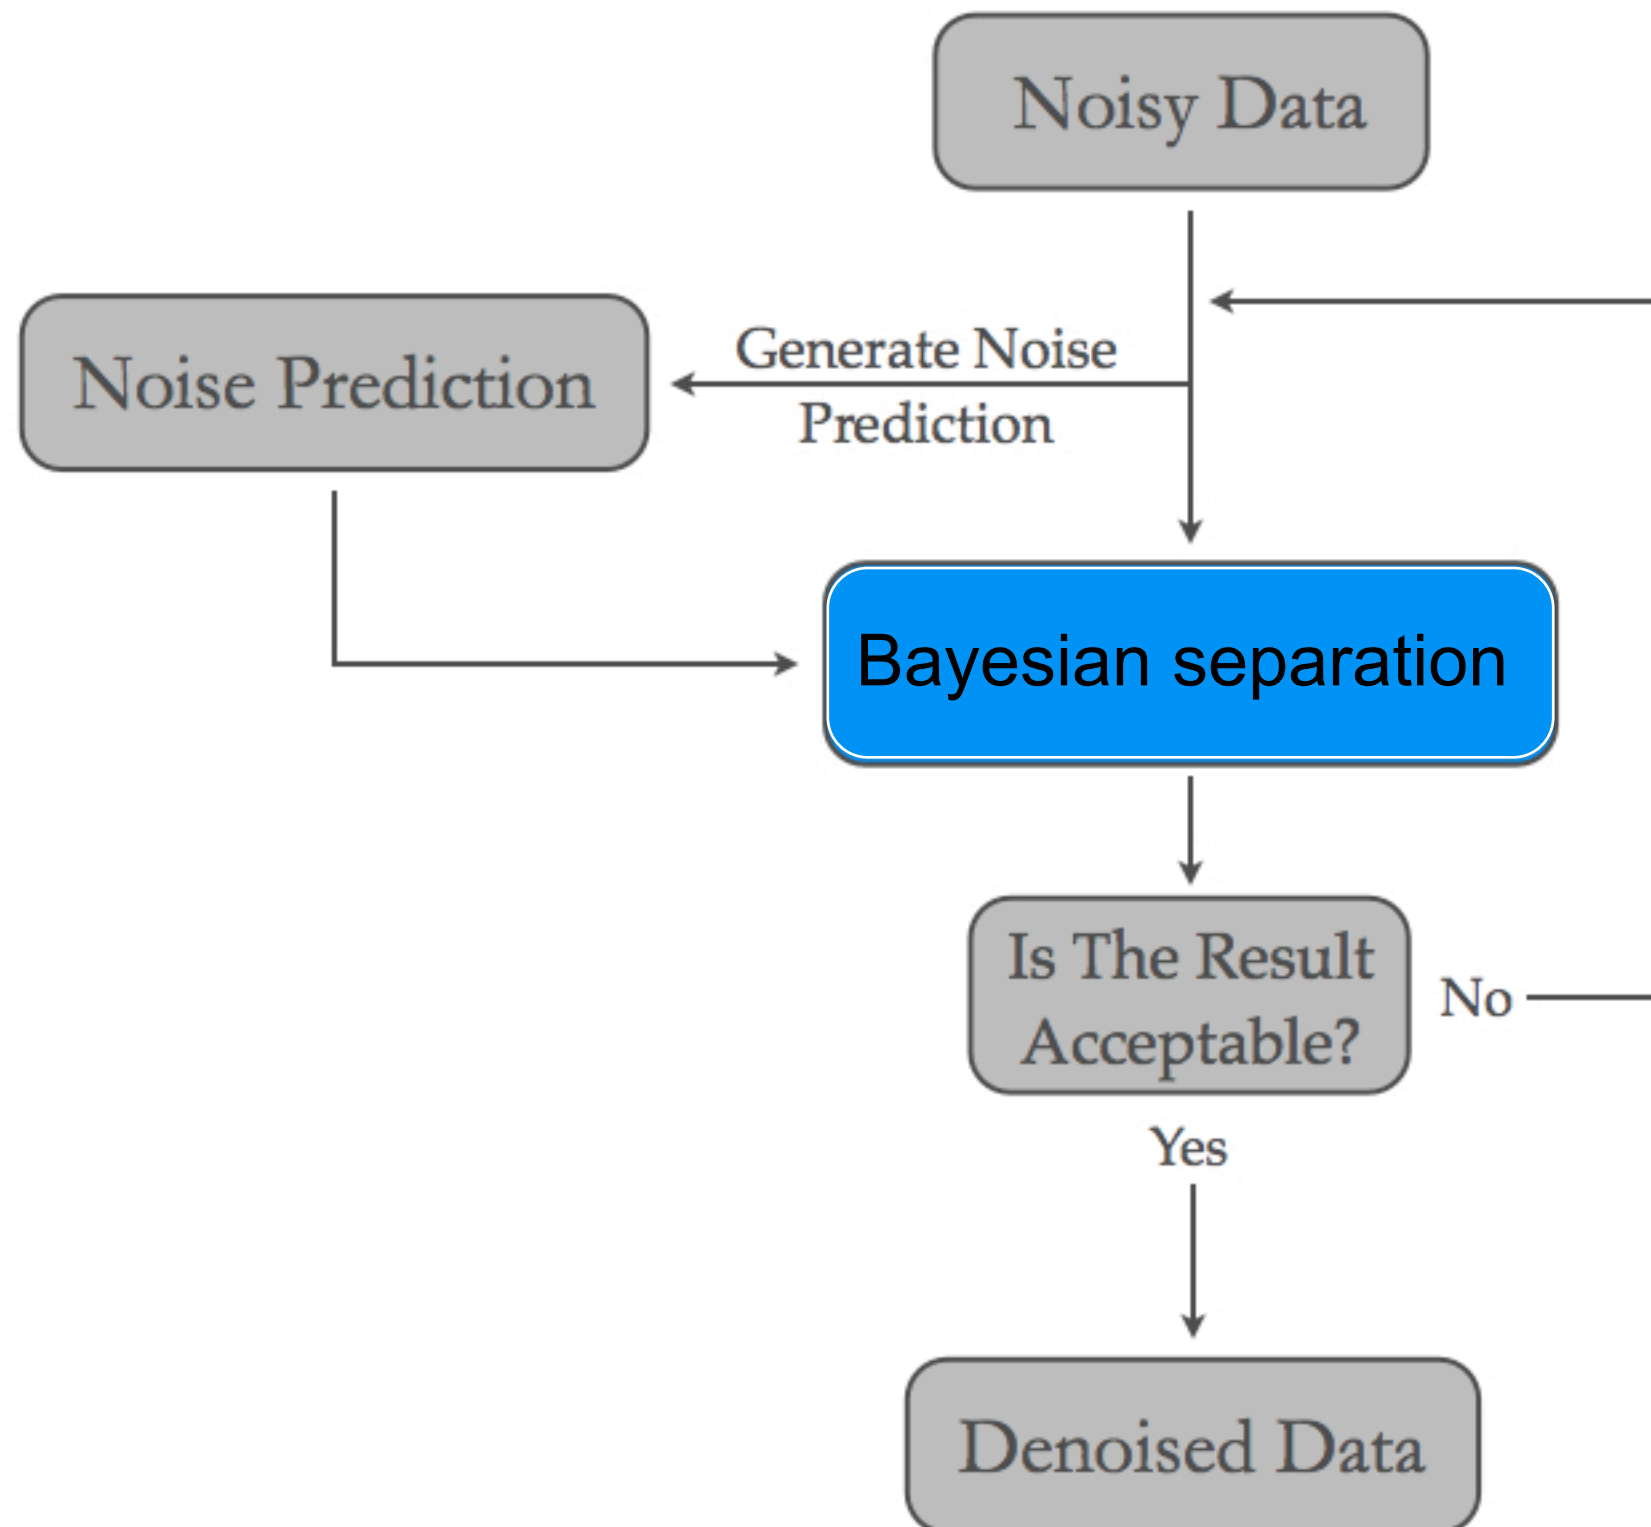 Noisy Data
Generate Noise
Prediction
Noise Prediction
Bayesian separation
Is The Result
Acceptable?
No
Yes
Denoised Data